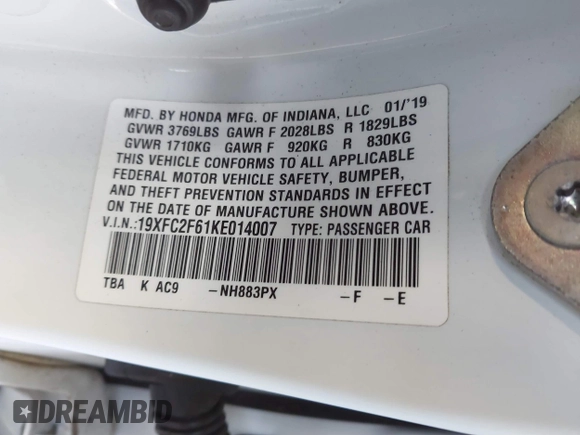 MFD. BY HONDA MFG. OF INDIANA, LLC 01/'19
GVWR 3769LBS GAWR F 2028LBS R 1829LBS
GVWR 1710KG GAWR F 920KG R 830KG
THIS VEHICLE CONFORMS TO ALL APPLICABLE
FEDERAL MOTOR VEHICLE SAFETY, BUMPER,
AND THEFT PREVENTION STANDARDS IN EFFECT
ON THE DATE OF MANUFACTURE SHOWN ABOVE.
V.I.N.:19XFC2F61KE014007 TYPE: PASSENGER CAR
TBA K AC9 -NH883PX -F -E
DREAMBID